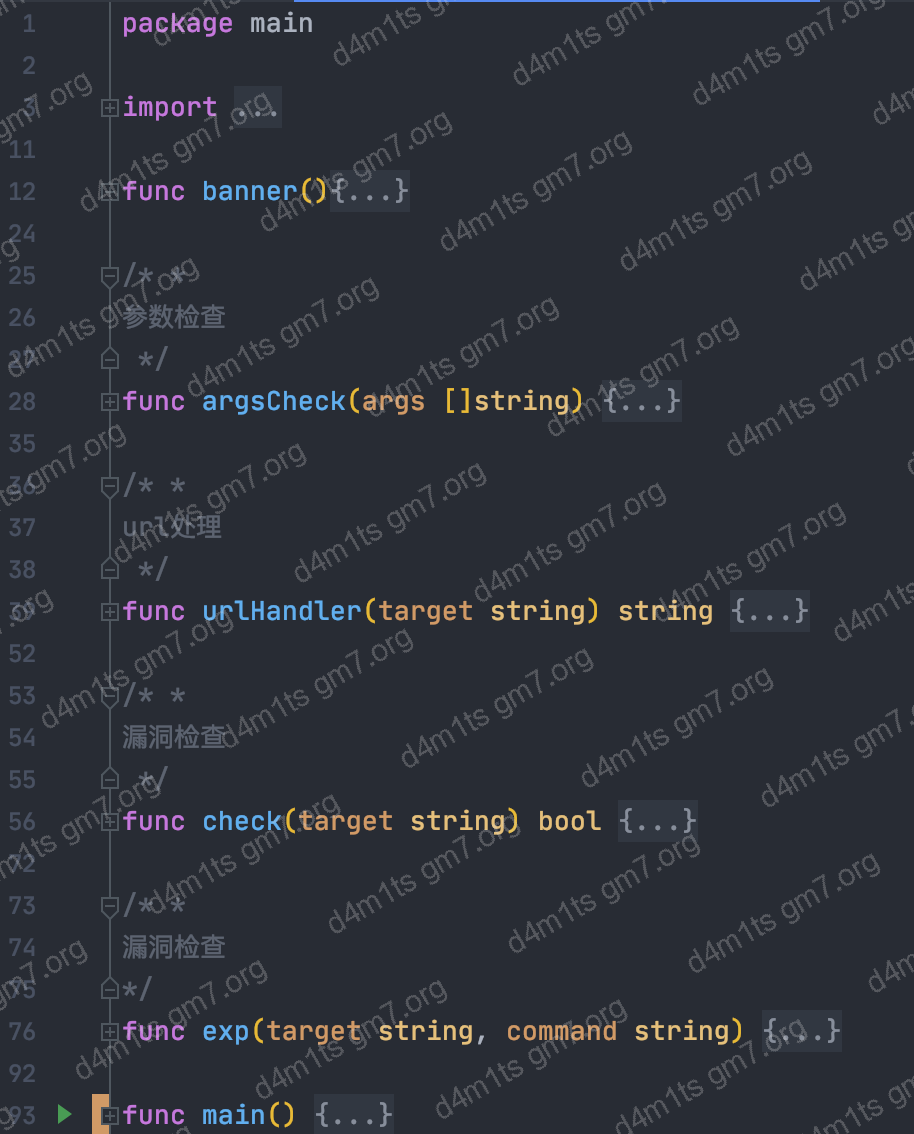 1 package main
2
3 import ...
11
12 func banner(){...}
24
25 /* *
26 参数检查
27 */
28 func argsCheck(args []string) {...}
35
36 /* *
37 url处理
38 */
39 func urlHandler(target string) string {...}
52
53 /* *
54 漏洞检查
55 */
56 func check(target string) bool {...}
72
73 /* *
74 漏洞检查
75 */
76 func exp(target string, command string) {...}
92
93 func main() {...}
d4m1ts gm7.org